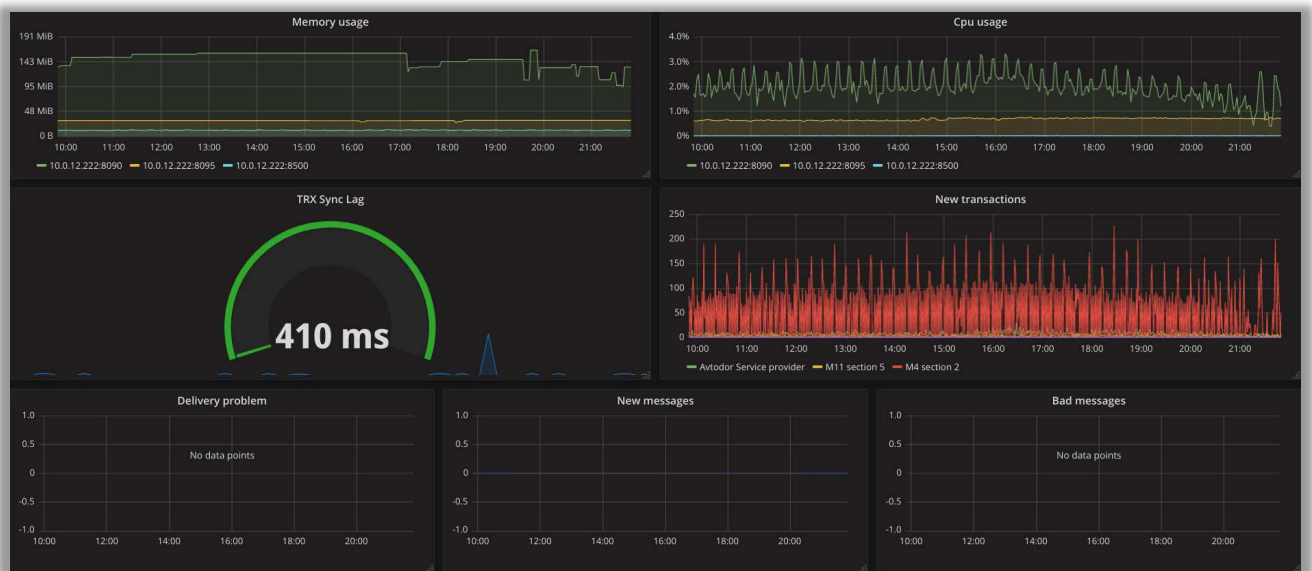 Memory usage
191 MiB
143 MiB
95 MiB
48 MiB
0 B
10:00 11:00 12:00 13:00 14:00 15:00 16:00 17:00 18:00 19:00 20:00 21:00
10.0.12.222:8090 10.0.12.222:8095 10.0.12.222:8500
Cpu usage
4.0%
3.0%
2.0%
1.0%
0%
10:00 11:00 12:00 13:00 14:00 15:00 16:00 17:00 18:00 19:00 20:00 21:00
10.0.12.222:8090 10.0.12.222:8095 10.0.12.222:8500
TRX Sync Lag
410 ms
New transactions
250
200
150
100
50
0
10:00 11:00 12:00 13:00 14:00 15:00 16:00 17:00 18:00 19:00 20:00 21:00
Avtodor Service provider M11 section 5 M4 section 2
Delivery problem
1.0
0.5
No data points
0
-0.5
-1.0
10:00 12:00 14:00 16:00 18:00 20:00
New messages
1.0
0.5
0
-0.5
-1.0
10:00 12:00 14:00 16:00 18:00 20:00
Bad messages
1.0
0.5
No data points
0
-0.5
-1.0
10:00 12:00 14:00 16:00 18:00 20:00